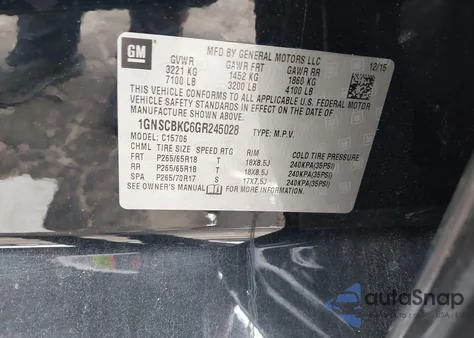 GM
MFD BY GENERAL MOTORS LLC
GVWR GAWR FRT GAWR RR 12/15
3221 KG 1452 KG 1860 KG
7100 LB 3200 LB 4100 LB
THIS VEHICLE CONFORMS TO ALL APPLICABLE U.S. FEDERAL MOTOR
VEHICLE SAFETY STANDARDS IN EFFECT ON THE DATE OF
MANUFACTURE SHOWN ABOVE.
1GNSCBKC6GR245028 TYPE: M.P.V.
MODEL: C15706
CHML TIRE SIZE SPEED RTG RIM COLD TIRE PRESSURE
FRT P265/65R18 T 18X8.5J 240KPA(35PSI)
RR P265/65R18 T 18X8.5J 240KPA(35PSI)
SPA P265/70R17 S 17X7.5J 240KPA(35PSI)
SEE OWNER'S MANUAL FOR ADDITIONAL INFORMATION.
autoSnap